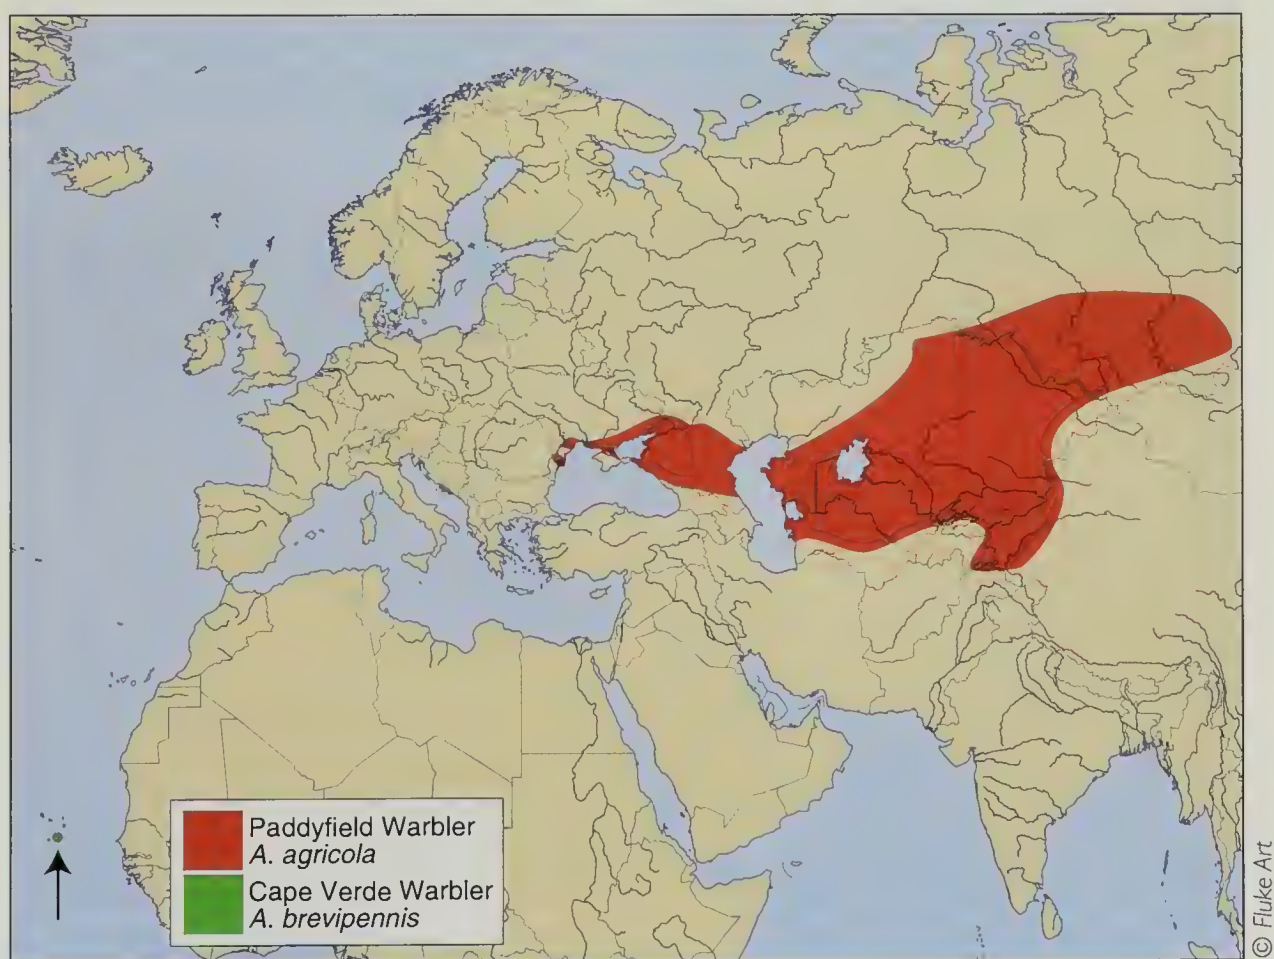 Paddyfield Warbler
A. agricola
Cape Verde Warbler
A. brevipennis
© Fluke Art